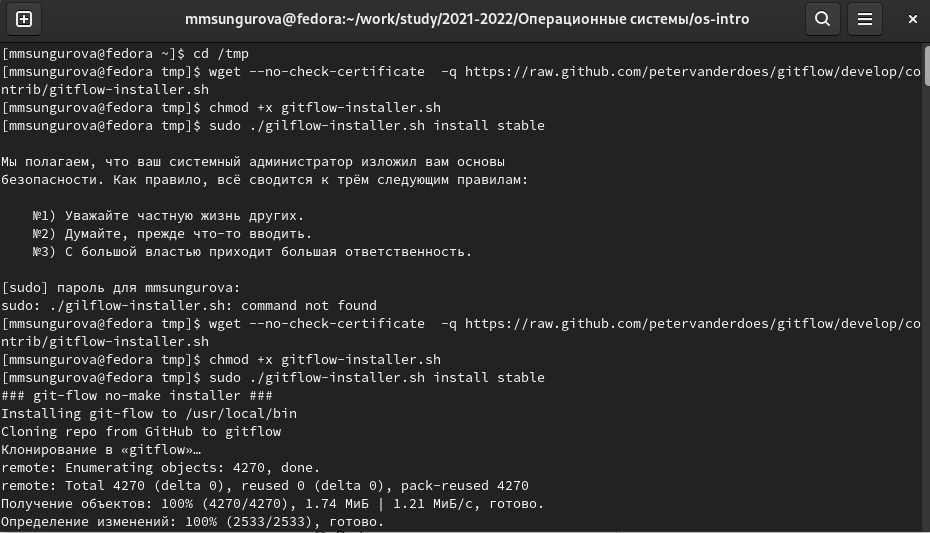 mmsungurova@fedora:~/work/study/2021-2022/Операционные системы/os-intro
[mmsungurova@fedora ~]$ cd /tmp
[mmsungurova@fedora tmp]$ wget --no-check-certificate  -q https://raw.github.com/petervanderdoes/gitflow/develop/co
ntrib/gitflow-installer.sh
[mmsungurova@fedora tmp]$ chmod +x gitflow-installer.sh
[mmsungurova@fedora tmp]$ sudo ./gilflow-installer.sh install stable
Мы полагаем, что ваш системный администратор изложил вам основы
безопасности. Как правило, всё сводится к трём следующим правилам:
№1) Уважайте частную жизнь других.
№2) Думайте, прежде что-то вводить.
№3) С большой властью приходит большая ответственность.
[sudo] пароль для mmsungurova:
sudo: ./gilflow-installer.sh: command not found
[mmsungurova@fedora tmp]$ wget --no-check-certificate  -q https://raw.github.com/petervanderdoes/gitflow/develop/co
ntrib/gitflow-installer.sh
[mmsungurova@fedora tmp]$ chmod +x gitflow-installer.sh
[mmsungurova@fedora tmp]$ sudo ./gitflow-installer.sh install stable
### git-flow no-make installer ###
Installing git-flow to /usr/local/bin
Cloning repo from GitHub to gitflow
Клонирование в «gitflow»…
remote: Enumerating objects: 4270, done.
remote: Total 4270 (delta 0), reused 0 (delta 0), pack-reused 4270
Получение объектов: 100% (4270/4270), 1.74 МиБ | 1.21 МиБ/с, готово.
Определение изменений: 100% (2533/2533), готово.